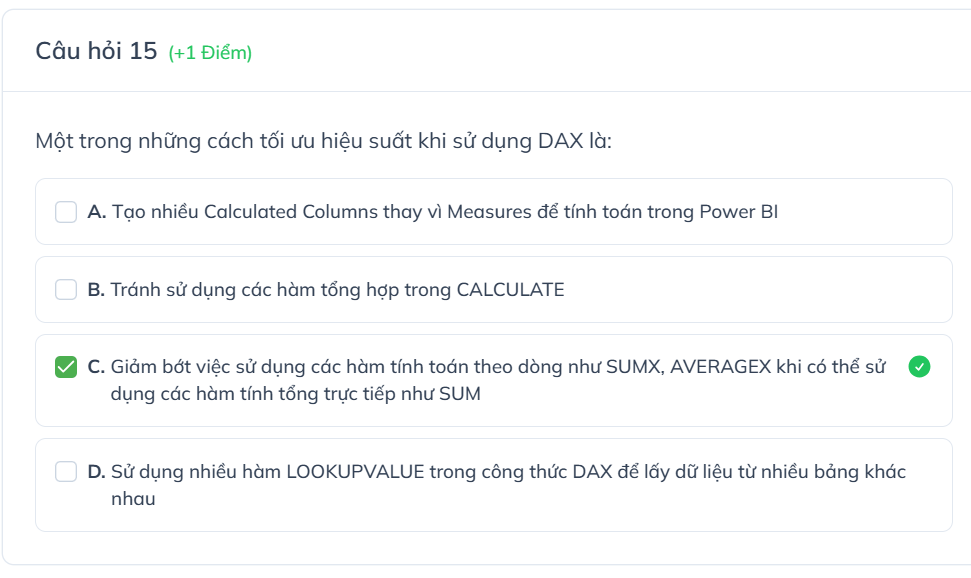 Câu hỏi 15 (+1 Điểm)
Một trong những cách tối ưu hiệu suất khi sử dụng DAX là:
A. Tạo nhiều Calculated Columns thay vì Measures để tính toán trong Power BI
B. Tránh sử dụng các hàm tổng hợp trong CALCULATE
C. Giảm bớt việc sử dụng các hàm tính toán theo dòng như SUMX, AVERAGEX khi có thể sử
dụng các hàm tính tổng trực tiếp như SUM
D. Sử dụng nhiều hàm LOOKUPVALUE trong công thức DAX để lấy dữ liệu từ nhiều bảng khác
nhau